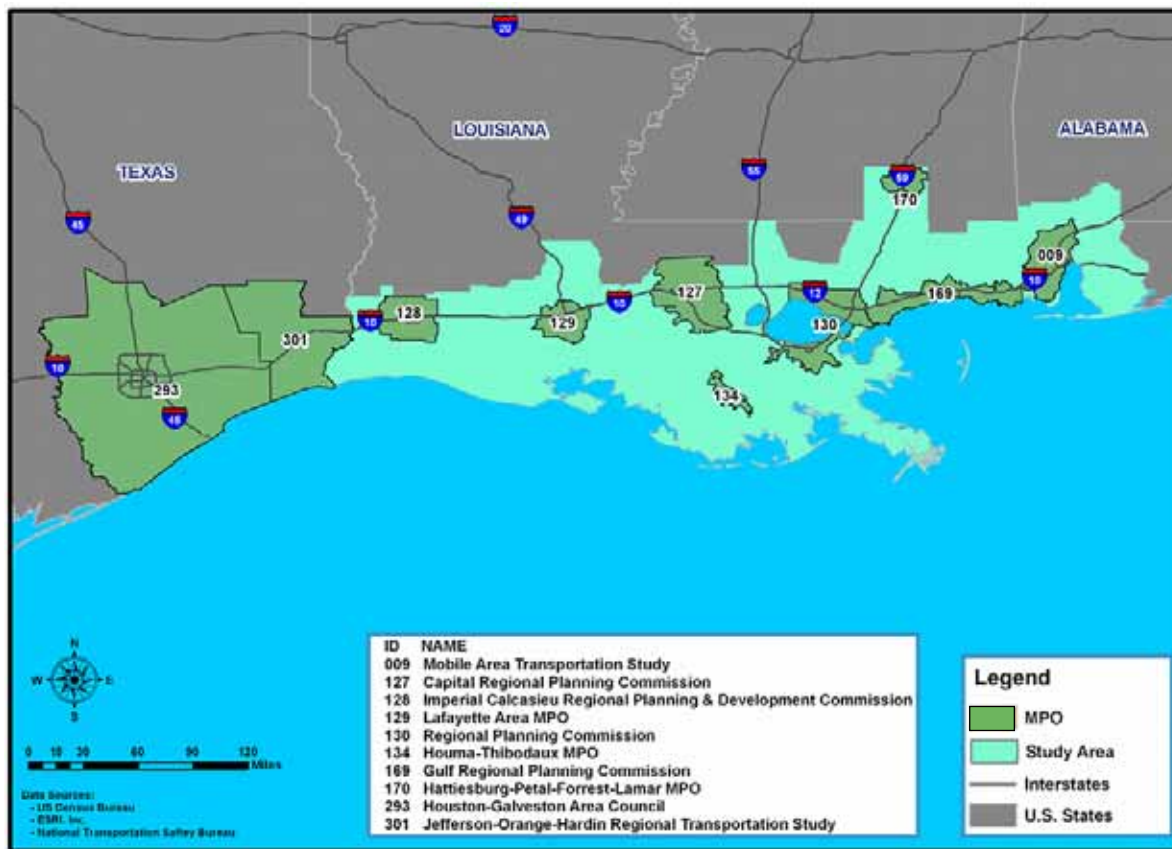 20
LOUISIANA
ALABAMA
TEXAS
55
59
45
49
170
009
10
127
12
169
10
10
128
129
130
301
10
293
45
134
N
W E
S
0 10 30 60 90 120
Miles
Data Sources:
- US Census Bureau
- ESRI, Inc.
- National Transportation Saftey Bureau
ID NAME
009 Mobile Area Transportation Study
127 Capital Regional Planning Commission
128 Imperial Calcasieu Regional Planning & Development Commission
129 Lafayette Area MPO
130 Regional Planning Commission
134 Houma-Thibodaux MPO
169 Gulf Regional Planning Commission
170 Hattiesburg-Petal-Forrest-Lamar MPO
293 Houston-Galveston Area Council
301 Jefferson-Orange-Hardin Regional Transportation Study
Legend
MPO
Study Area
Interstates
U.S. States